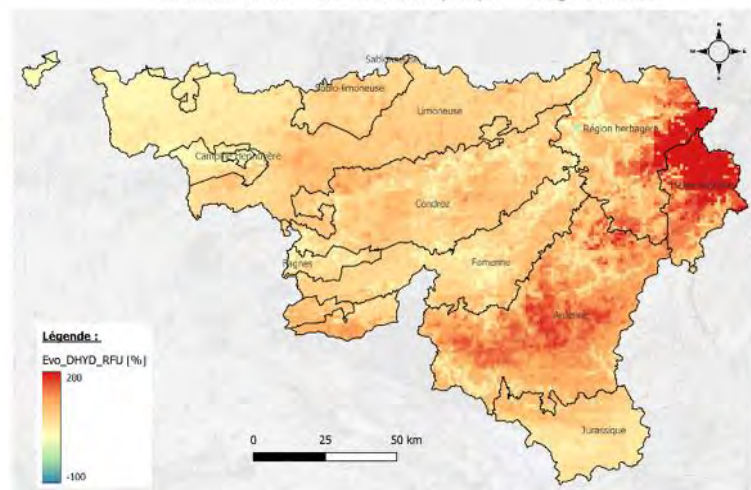 Sablonneuse
Sablo-limoneuse
Limoneuse
Région herbagère
Campine Hennuyère
Condroz
Fagnes
Famenne
Ardenne
Jurassique
Légende :
Evo_DHYD_RFU (%)
200
-100
0 25 50 km